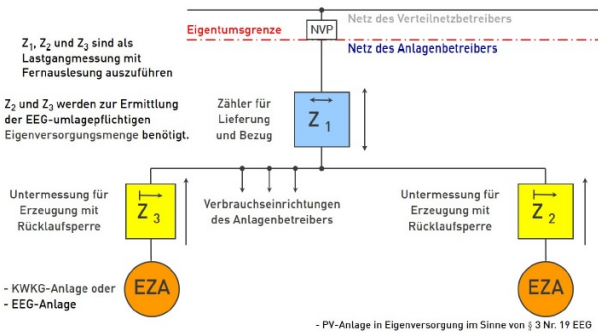 Netz des Verteilnetzbetreibers
Eigentumsgrenze
NVP
Netz des Anlagenbetreibers
Z1, Z2 und Z3 sind als
Lastgangmessung mit
Fernauslesung auszuführen
Z2 und Z3 werden zur Ermittlung
der EEG-umlagepflichtigen
Eigenversorgungsmenge benötigt.
Zähler für
Lieferung
und Bezug
Z 1
Untermessung für
Erzeugung mit
Rücklaufsperre
Z 3
Verbrauchseinrichtungen
des Anlagenbetreibers
Untermessung für
Erzeugung mit
Rücklaufsperre
Z 2
EZA
- KWKG-Anlage oder
- EEG-Anlage
EZA
- PV-Anlage in Eigenversorgung im Sinne von § 3 Nr. 19 EEG